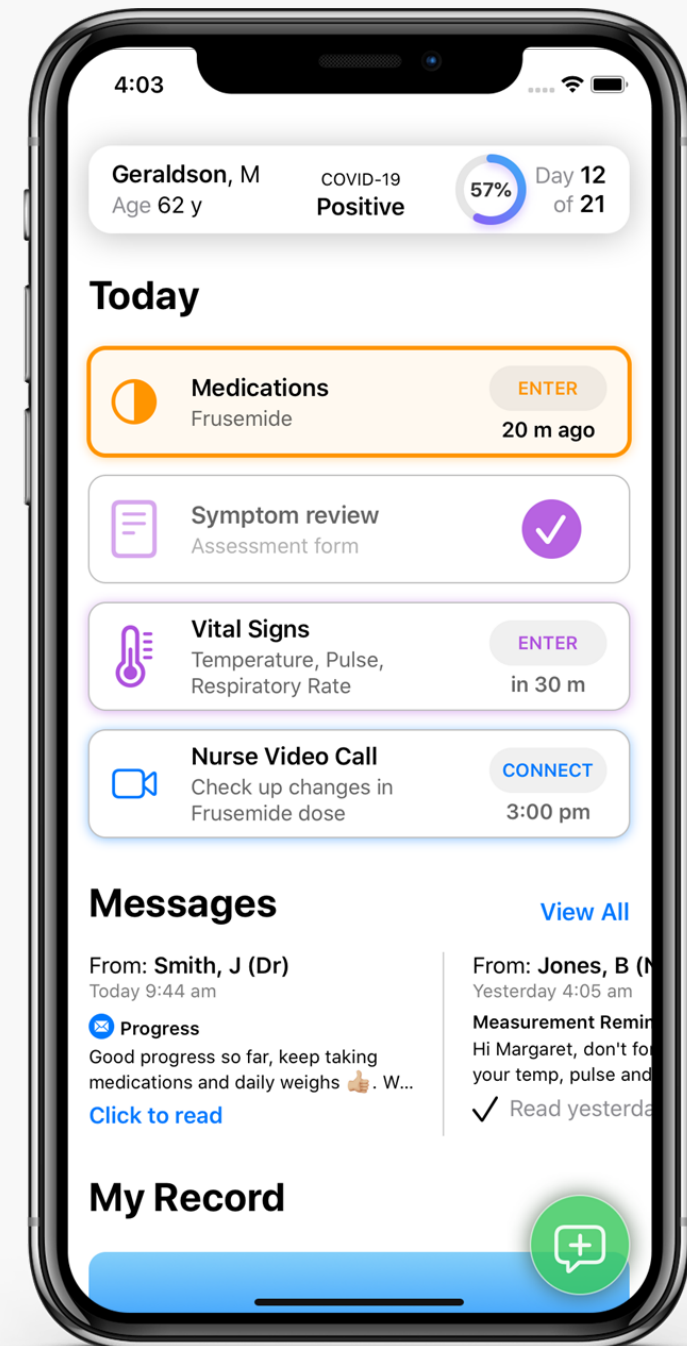 4:03
Geraldson, M
Age 62 y
COVID-19
Positive
57%
Day 12
of 21
Today
Medications
Frusemide
ENTER
20 m ago
Symptom review
Assessment form
Vital Signs
Temperature, Pulse,
Respiratory Rate
ENTER
in 30 m
Nurse Video Call
Check up changes in
Frusemide dose
CONNECT
3:00 pm
Messages
View All
From: Smith, J (Dr)
Today 9:44 am
Progress
Good progress so far, keep taking
medications and daily weighs 👍🏼. W...
Click to read
From: Jones, B (
Yesterday 4:05 am
Measurement Remin
Hi Margaret, don't for
your temp, pulse and
Read yesterda
My Record